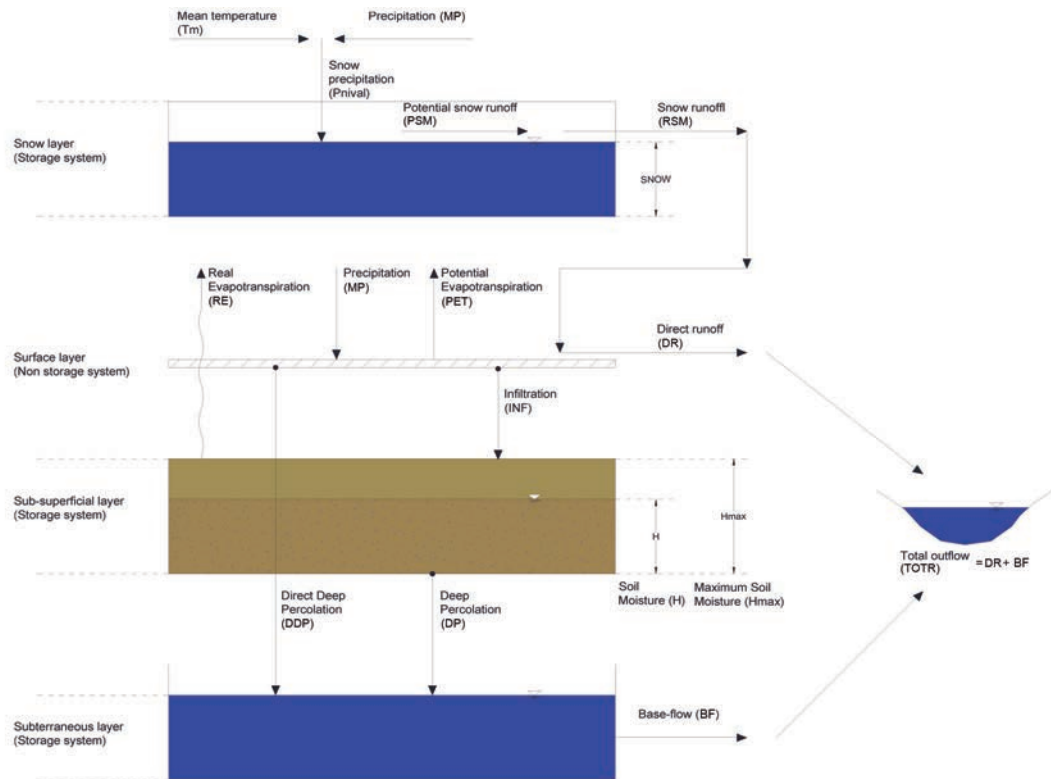 Mean temperature
(Tm)
Precipitation (MP)
Snow
precipitation
(Pnival)
Potential snow runoff
(PSM)
Snow runoffl
(RSM)
Snow layer
(Storage system)
SNOW
Real
Evapotranspiration
(RE)
Precipitation
(MP)
Potential
Evapotranspiration
(PET)
Direct runoff
(DR)
Surface layer
(Non storage system)
Infiltration
(INF)
Sub-superficial layer
(Storage system)
H
Hmax
Total outflow
(TOTR)
= DR + BF
Soil
Moisture (H)
Maximum Soil
Moisture (Hmax)
Direct Deep
Percolation
(DDP)
Deep
Percolation
(DP)
Subterraneous layer
(Storage system)
Base-flow (BF)